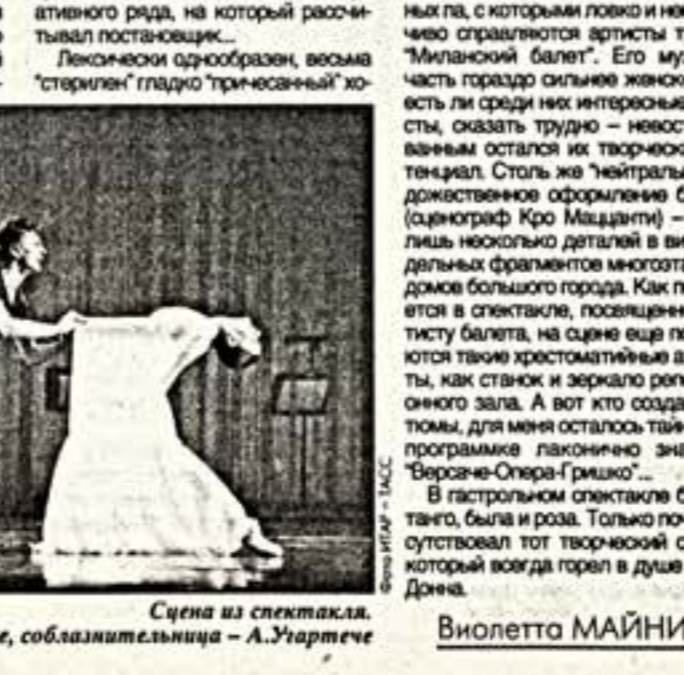 ативного ряда, на который рассчи-
тывал постановщик...
Лексически однообразен, весьма
"стерилен" гладко "причесанный" хо-
Фото ИТАР – ТАСС
Сцена из спектакля.
е, соблазнительница – А.Угартече
ных па, с которыми ловко и
чиво справляются артисты т
"Миланский балет". Его му
часть гораздо сильнее женск
есть ли среди них интересные
сты, сказать трудно – невост
ванным остался их творческ
тенциал. Столь же "нейтраль
дожественное оформление б
(сценограф Кро Маццанти) –
лишь несколько деталей в ви
дельных фрагментов многоэта
домов большого города. Как п
ется в спектакле, посвященн
тисту балета, на сцене еще по
ются такие хрестоматийные а
ты, как станок и зеркало репе
онного зала. А вот кто созда
тюмы, для меня осталось тай
программке лаконично зна
"Версаче-Опера-Гришко"...
В гастрольном спектакле б
танго, была и роза. Только поч
сутствовал тот творческий о
который всегда горел в душе
Донна.
Виолетта МАЙНИ